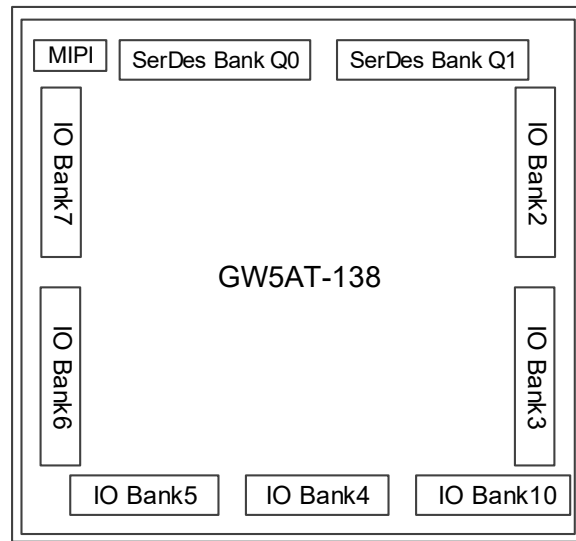 MIPI
SerDes Bank Q0
SerDes Bank Q1
IO Bank7
IO Bank2
GW5AT-138
IO Bank6
IO Bank3
IO Bank5
IO Bank4
IO Bank10